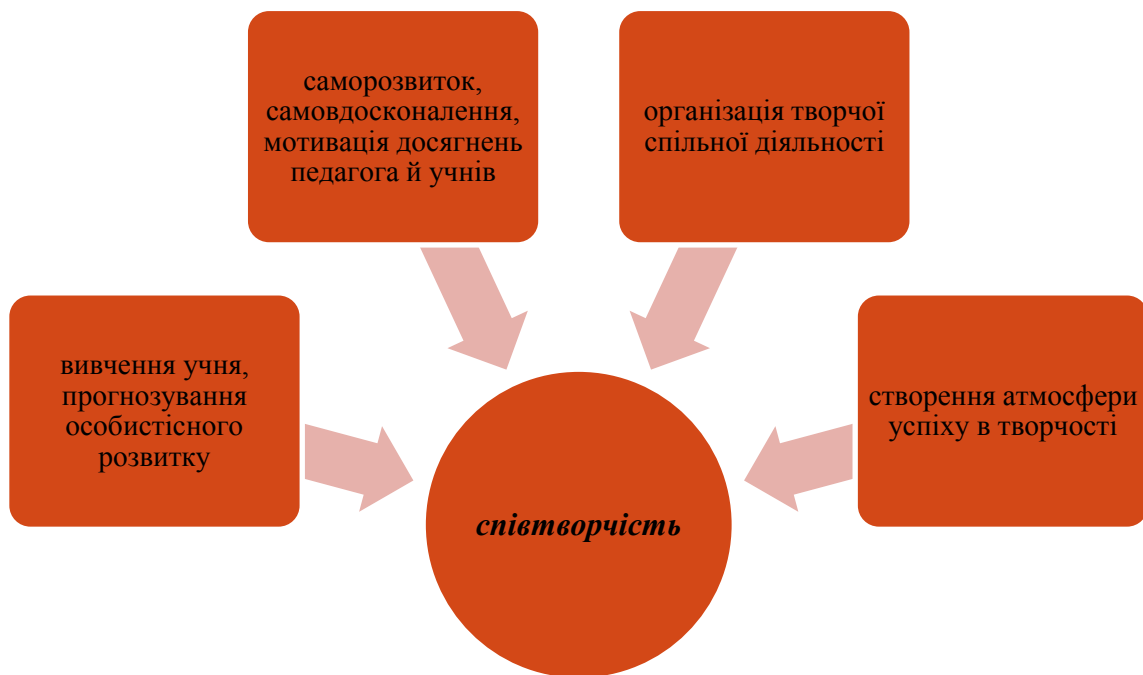 саморозвиток,
самовдосконалення,
мотивація досягнень
педагога й учнів
організація творчої
спільної діяльності
вивчення учня,
прогнозування
особистісного
розвитку
створення атмосфери
успіху в творчості
співтворчість